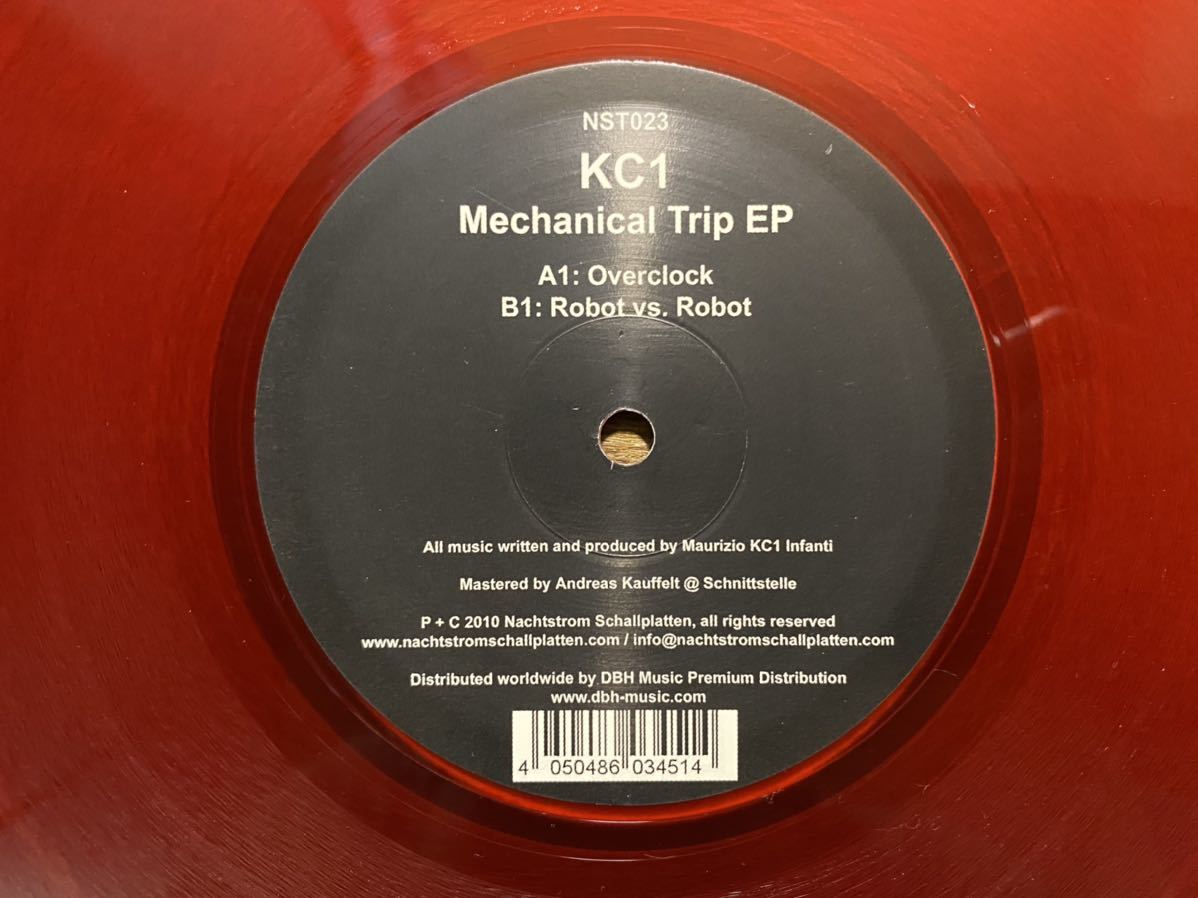 NST023
KC1
Mechanical Trip EP
A1: Overclock
B1: Robot vs. Robot
All music written and produced by Maurizio KC1 Infanti
Mastered by Andreas Kauffelt @ Schnittstelle
P + C 2010 Nachtstrom Schallplatten, all rights reserved
www.nachtstromschallplatten.com / info@nachtstromschallplatten.com
Distributed worldwide by DBH Music Premium Distribution
www.dbh-music.com
4 050486 034514